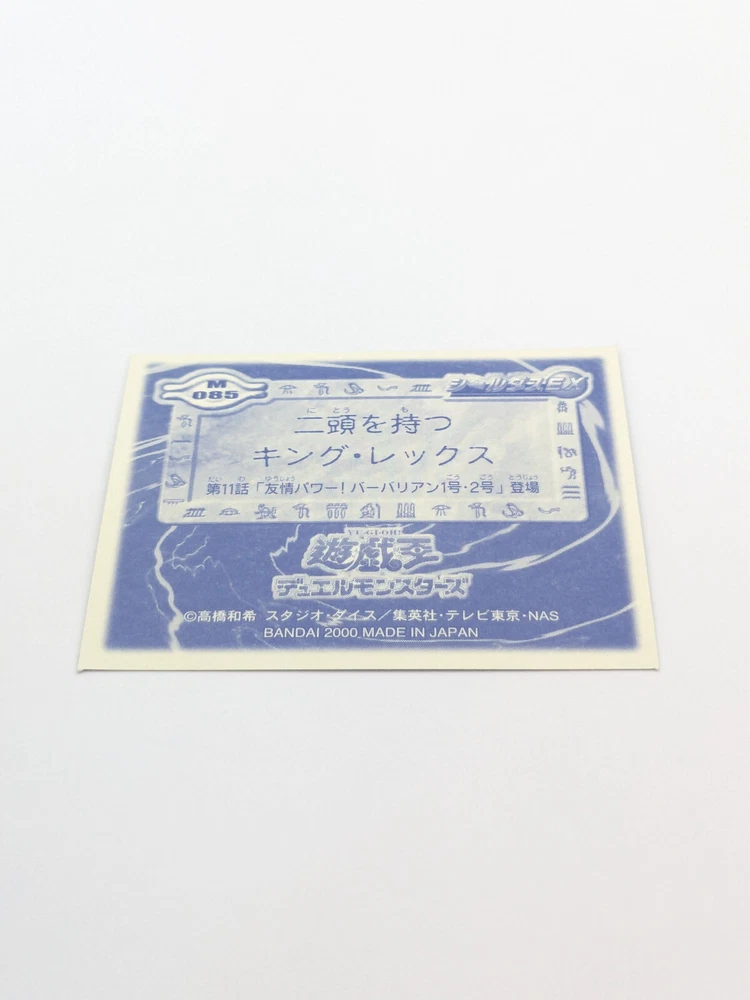 M
085
シールダスEX
二頭を持つ
キング・レックス
第11話「友情パワー!バーバリアン1号・2号」登場
YU-GI-OH!
遊戯王
デュエルモンスターズ
©高橋和希 スタジオ・ダイス/集英社・テレビ東京・NAS
BANDAI 2000 MADE IN JAPAN